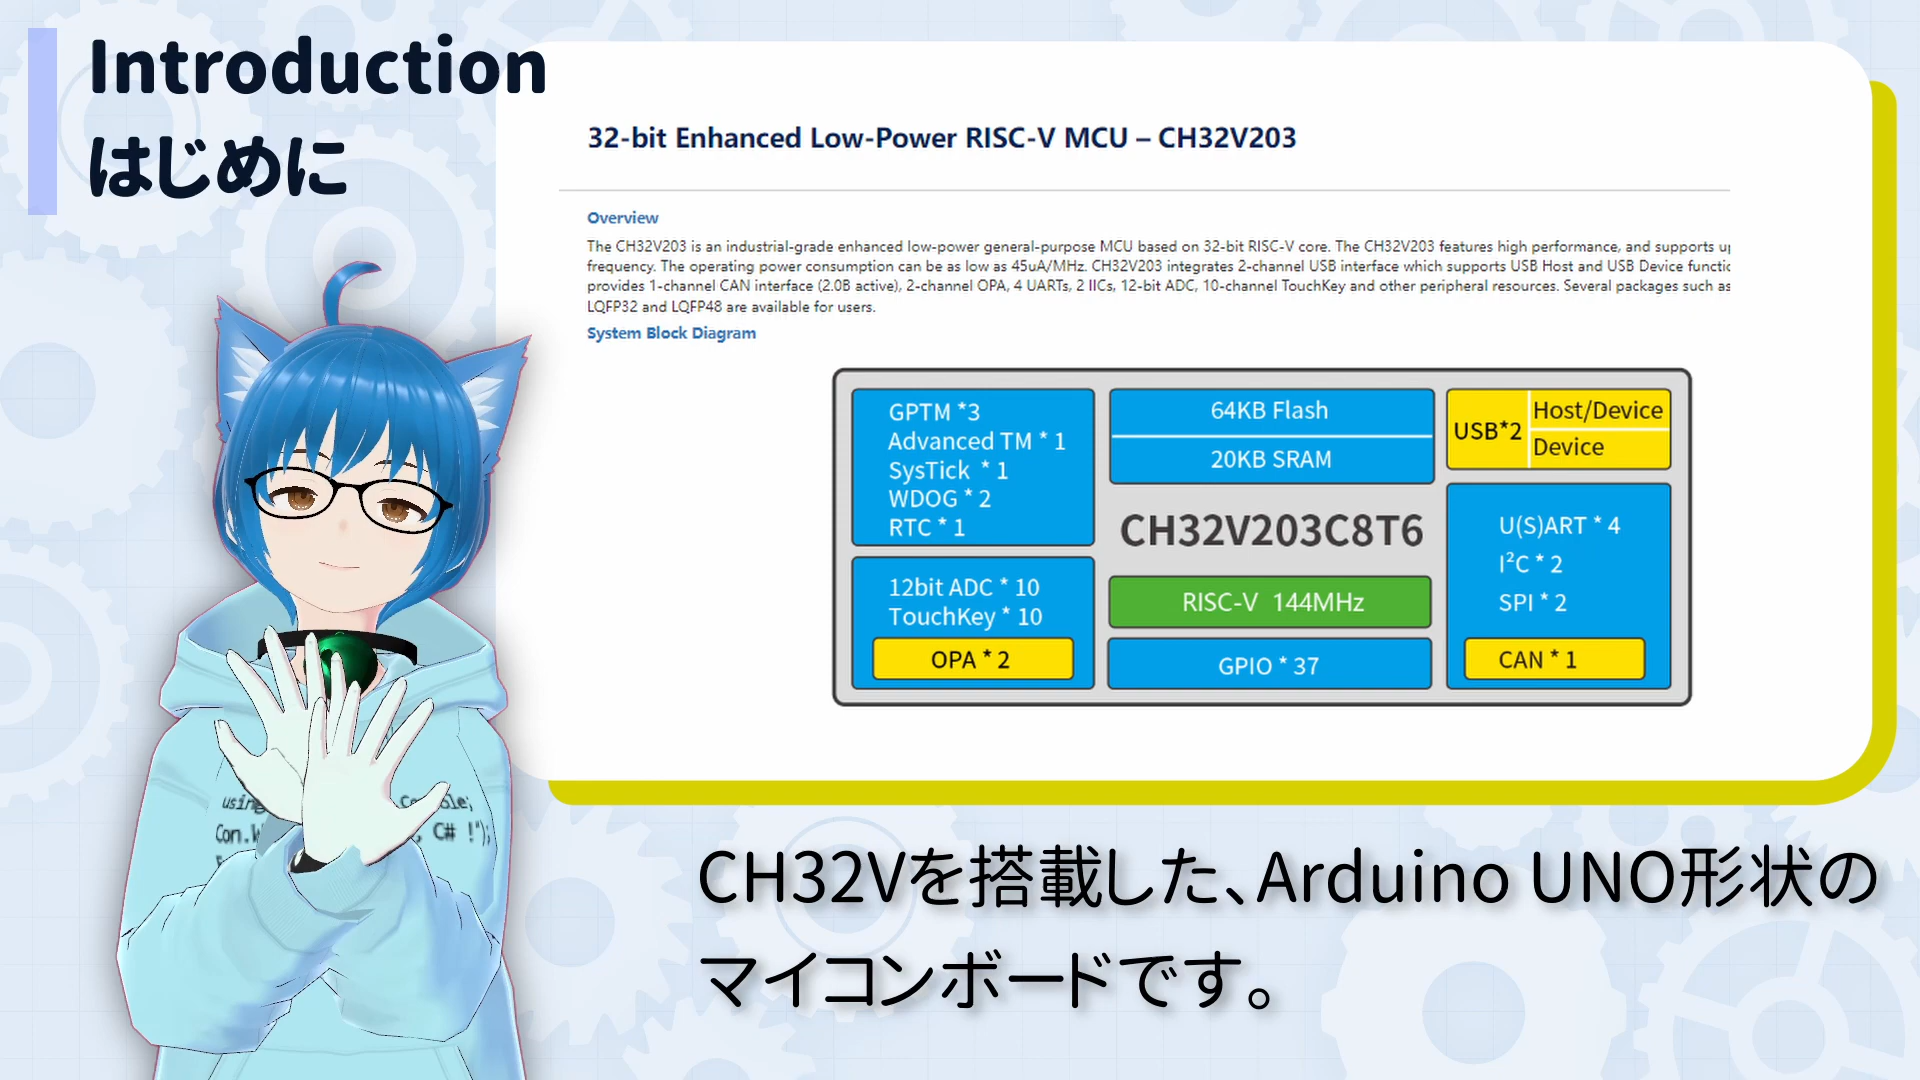 Introduction
はじめに
32-bit Enhanced Low-Power RISC-V MCU – CH32V203
Overview
The CH32V203 is an industrial-grade enhanced low-power general-purpose MCU based on 32-bit RISC-V core. The CH32V203 features high performance, and supports
frequency. The operating power consumption can be as low as 45uA/MHz. CH32V203 integrates 2-channel USB interface which supports USB Host and USB Device
provides 1-channel CAN interface (2.0B active), 2-channel OPA, 4 UARTs, 2 IICs, 12-bit ADC, 10-channel TouchKey and other peripheral resources. Several packages such as
LQFP32 and LQFP48 are available for users.
System Block Diagram
GPTM *3
Advanced TM * 1
SysTick * 1
WDOG * 2
RTC * 1
12bit ADC * 10
TouchKey * 10
OPA * 2
64KB Flash
20KB SRAM
CH32V203C8T6
RISC-V 144MHz
GPIO * 37
USB*2
Host/Device
Device
U(S)ART * 4
I²C * 2
SPI * 2
CAN * 1
C# !");
CH32Vを搭載した、Arduino UNO形状の
マイコンボードです。